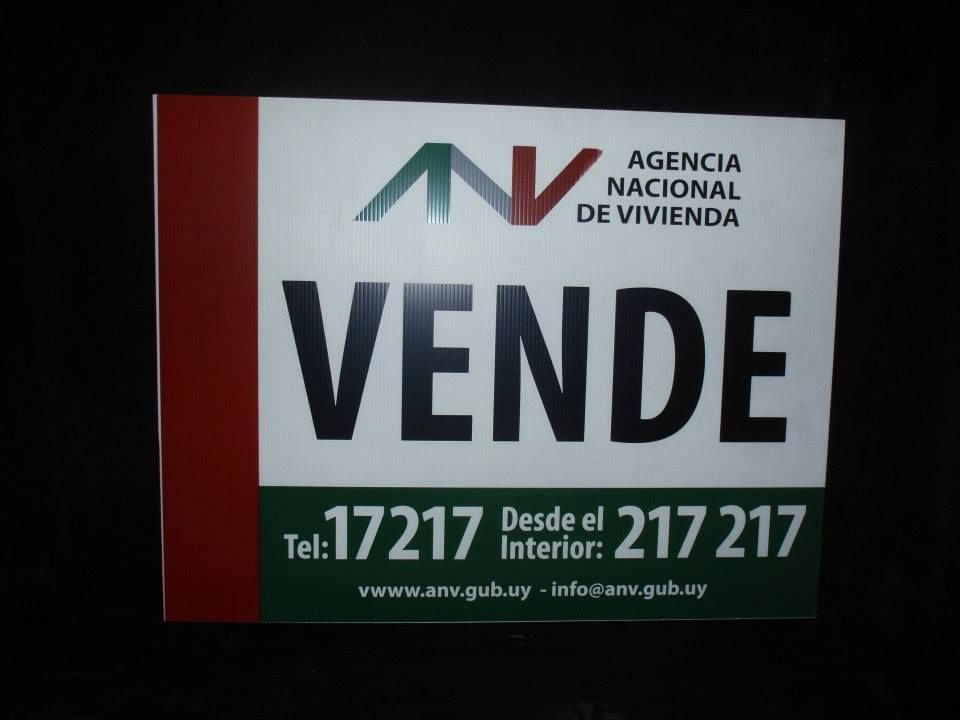 ANV
AGENCIA
NACIONAL
DE VIVIENDA
VENDE
Tel: 17217 Desde el
Interior: 217 217
vwww.anv.gub.uy - info@anv.gub.uy